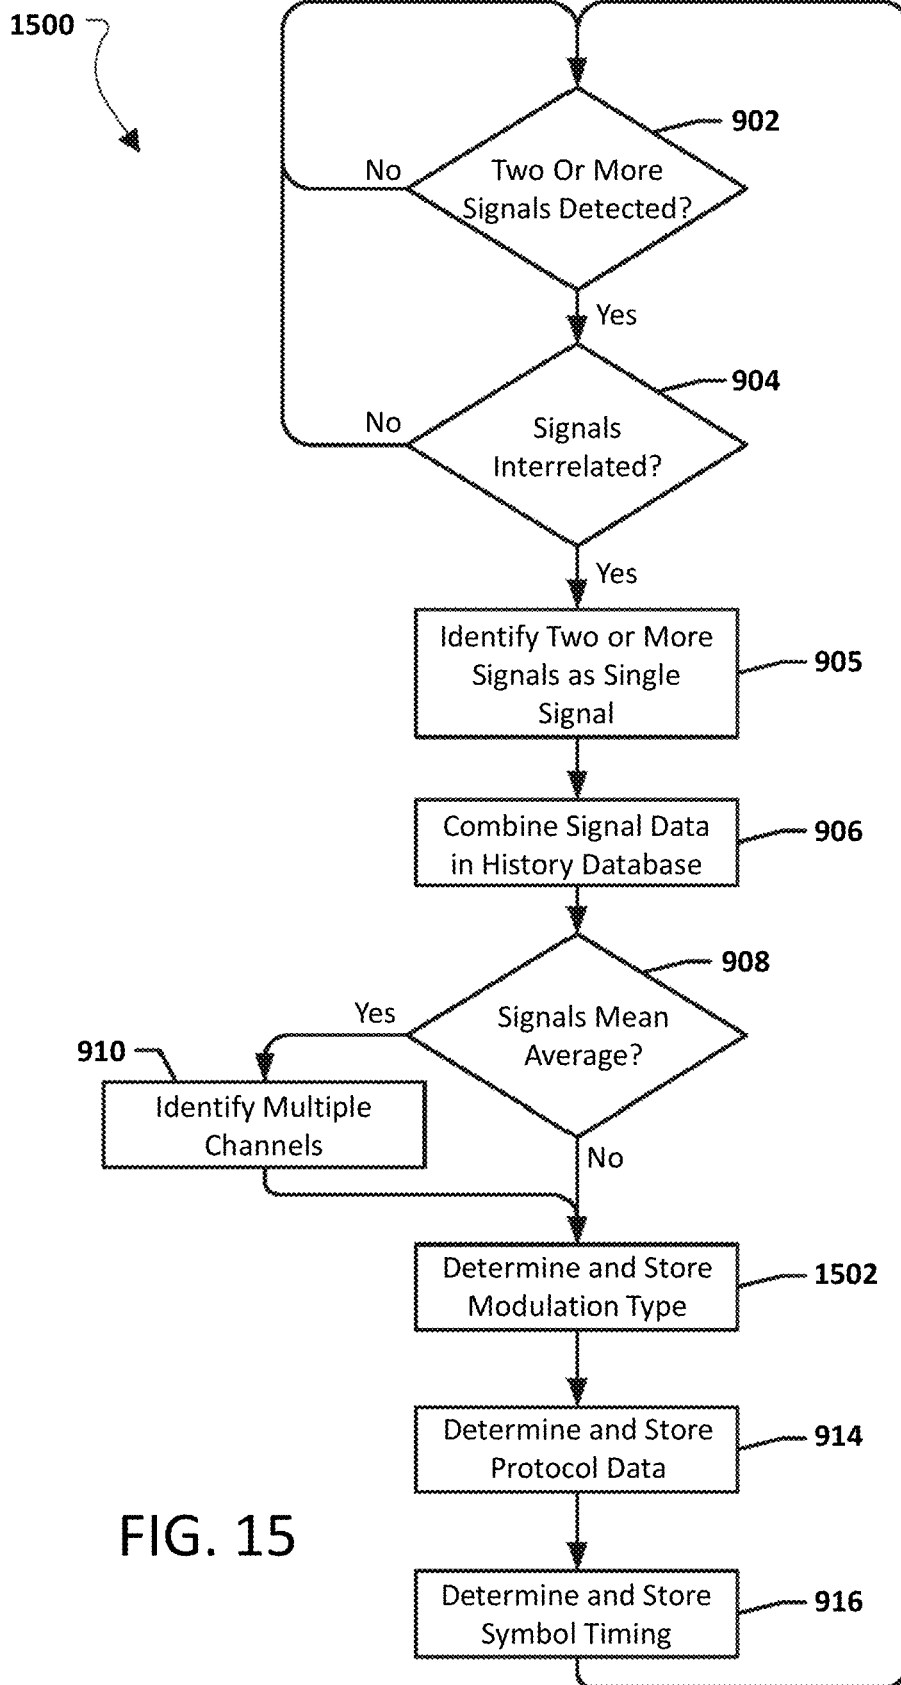 1500
902
No
Two Or More
Signals Detected?
Yes
904
No
Signals
Interrelated?
Yes
Identify Two or More
Signals as Single
Signal
905
Combine Signal Data
in History Database
906
908
Yes
Signals Mean
Average?
910
Identify Multiple
Channels
No
Determine and Store
Modulation Type
1502
Determine and Store
Protocol Data
914
FIG. 15
Determine and Store
Symbol Timing
916